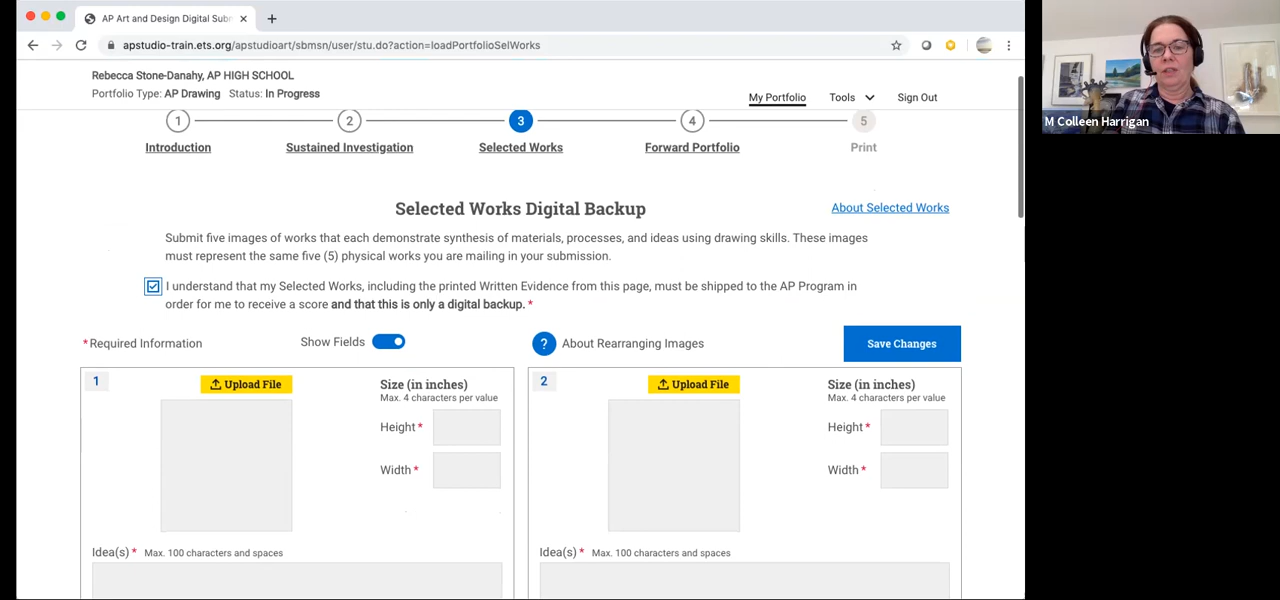 AP Art and Design Digital Sub
apstudio-train.ets.org/apstudioart/sbmsn/user/stu.do?action=loadPortfolioSelWorks
M Colleen Harrigan
Rebecca Stone-Danahy, AP HIGH SCHOOL
Portfolio Type: AP Drawing Status: In Progress
My Portfolio Tools Sign Out
1 2 3 4 5
Introduction Sustained Investigation Selected Works Forward Portfolio Print
Selected Works Digital Backup
About Selected Works
Submit five images of works that each demonstrate synthesis of materials, processes, and ideas using drawing skills. These images
must represent the same five (5) physical works you are mailing in your submission.
I understand that my Selected Works, including the printed Written Evidence from this page, must be shipped to the AP Program in
order for me to receive a score and that this is only a digital backup. *
*Required Information Show Fields ? About Rearranging Images Save Changes
1 Upload File Size (in inches)
Max. 4 characters per value
Height*
Width*
Idea(s)* Max. 100 characters and spaces
2 Upload File Size (in inches)
Max. 4 characters per value
Height*
Width*
Idea(s)* Max. 100 characters and spaces